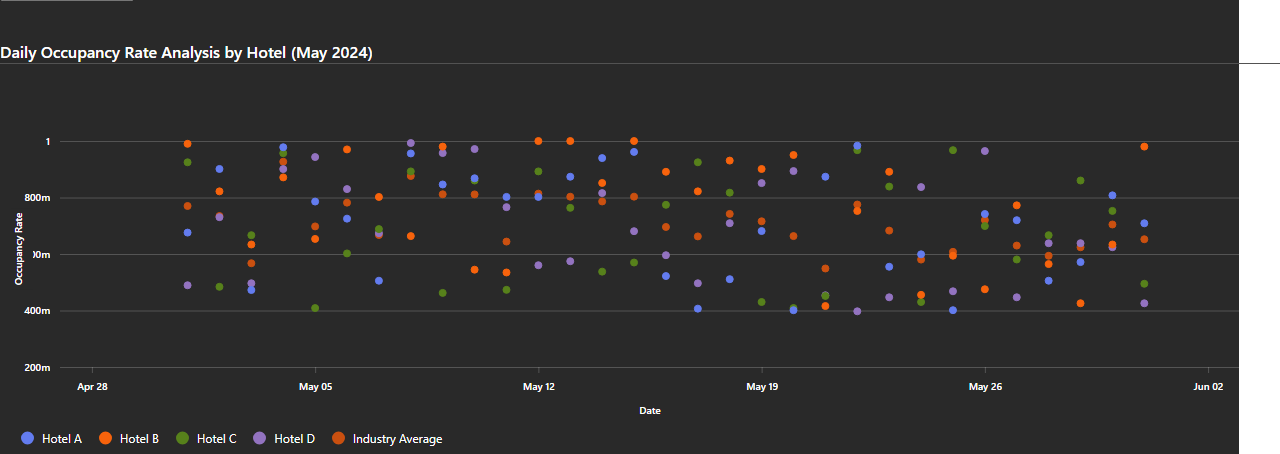 Daily Occupancy Rate Analysis by Hotel (May 2024)
1
800m
00m
400m
200m
Occupancy Rate
Apr 28
May 05
May 12
May 19
May 26
Jun 02
Date
Hotel A
Hotel B
Hotel C
Hotel D
Industry Average